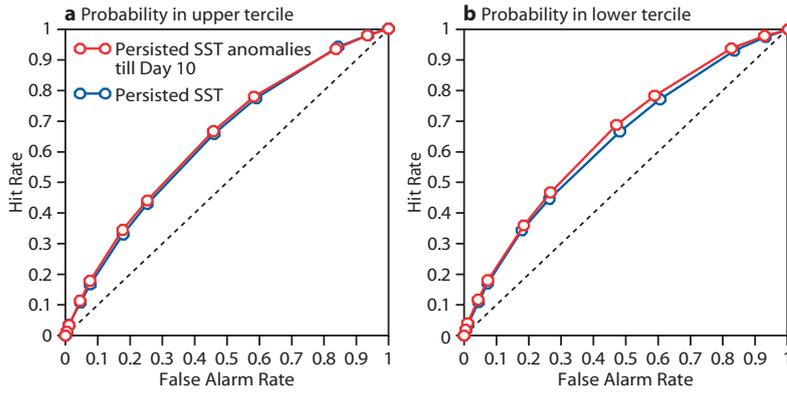 a Probability in upper tercile
Persisted SST anomalies
till Day 10
Persisted SST
Hit Rate
1
0.9
0.8
0.7
0.6
0.5
0.4
0.3
0.2
0.1
0
0 0.1 0.2 0.3 0.4 0.5 0.6 0.7 0.8 0.9 1
False Alarm Rate
b Probability in lower tercile
Hit Rate
1
0.9
0.8
0.7
0.6
0.5
0.4
0.3
0.2
0.1
0
0 0.1 0.2 0.3 0.4 0.5 0.6 0.7 0.8 0.9 1
False Alarm Rate